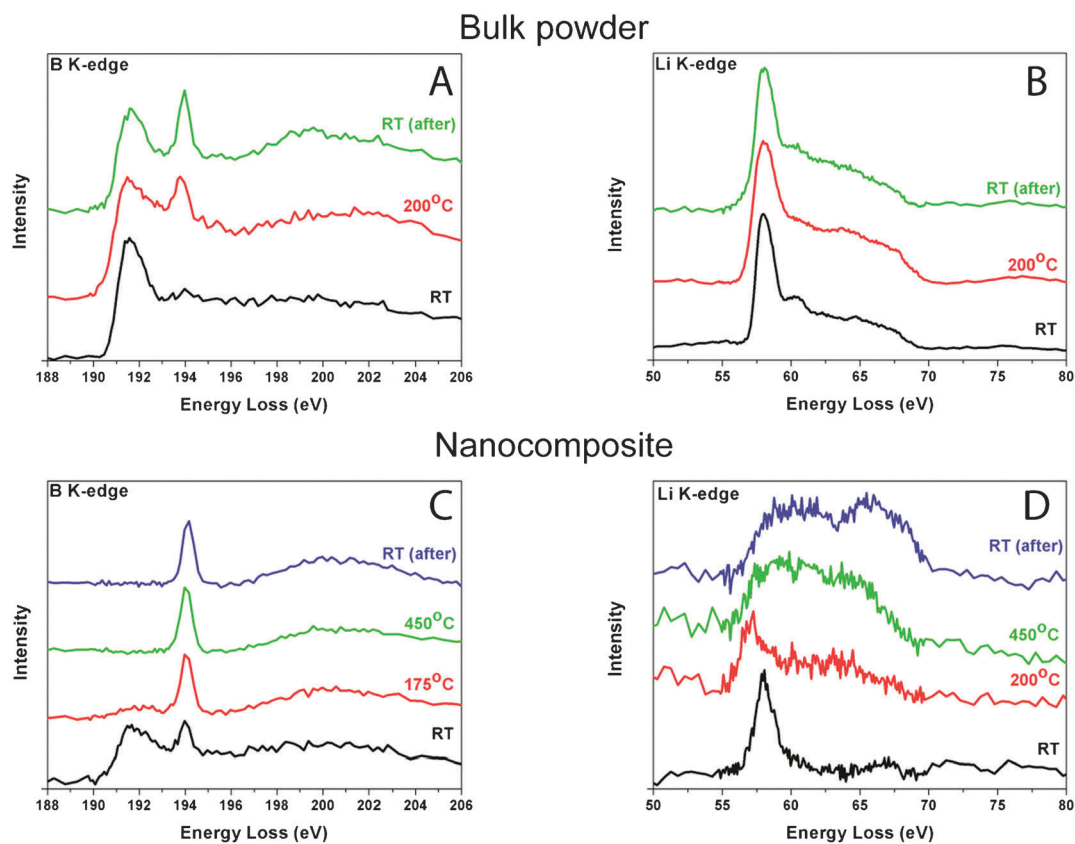 Bulk powder
B K-edge
A
RT (after)
200°C
RT
Intensity
188 190 192 194 196 198 200 202 204 206
Energy Loss (eV)
Li K-edge
B
RT (after)
200°C
RT
Intensity
50 55 60 65 70 75 80
Energy Loss (eV)
Nanocomposite
B K-edge
C
RT (after)
450°C
175°C
RT
Intensity
188 190 192 194 196 198 200 202 204 206
Energy Loss (eV)
Li K-edge
D
RT (after)
450°C
200°C
RT
Intensity
50 55 60 65 70 75 80
Energy Loss (eV)